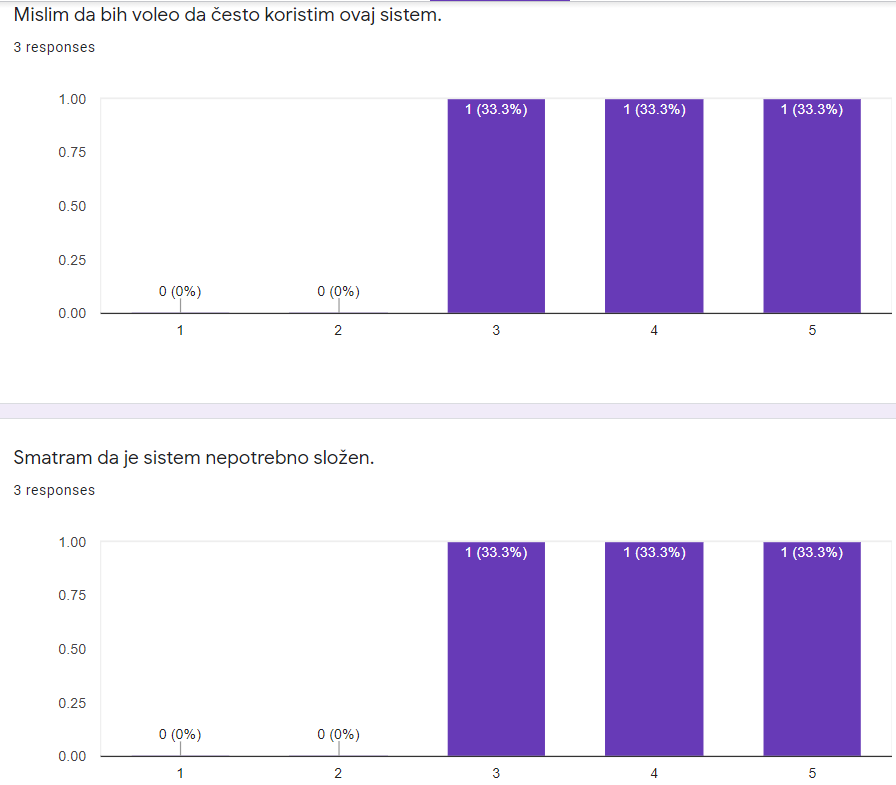 Mislim da bih voleo da često koristim ovaj sistem.
3 responses
1.00
1 (33.3%) 1 (33.3%) 1 (33.3%)
0.75
0.50
0.25
0 (0%) 0 (0%)
0.00
1 2 3 4 5
Smatram da je sistem nepotrebno složen.
3 responses
1.00
1 (33.3%) 1 (33.3%) 1 (33.3%)
0.75
0.50
0.25
0 (0%) 0 (0%)
0.00
1 2 3 4 5